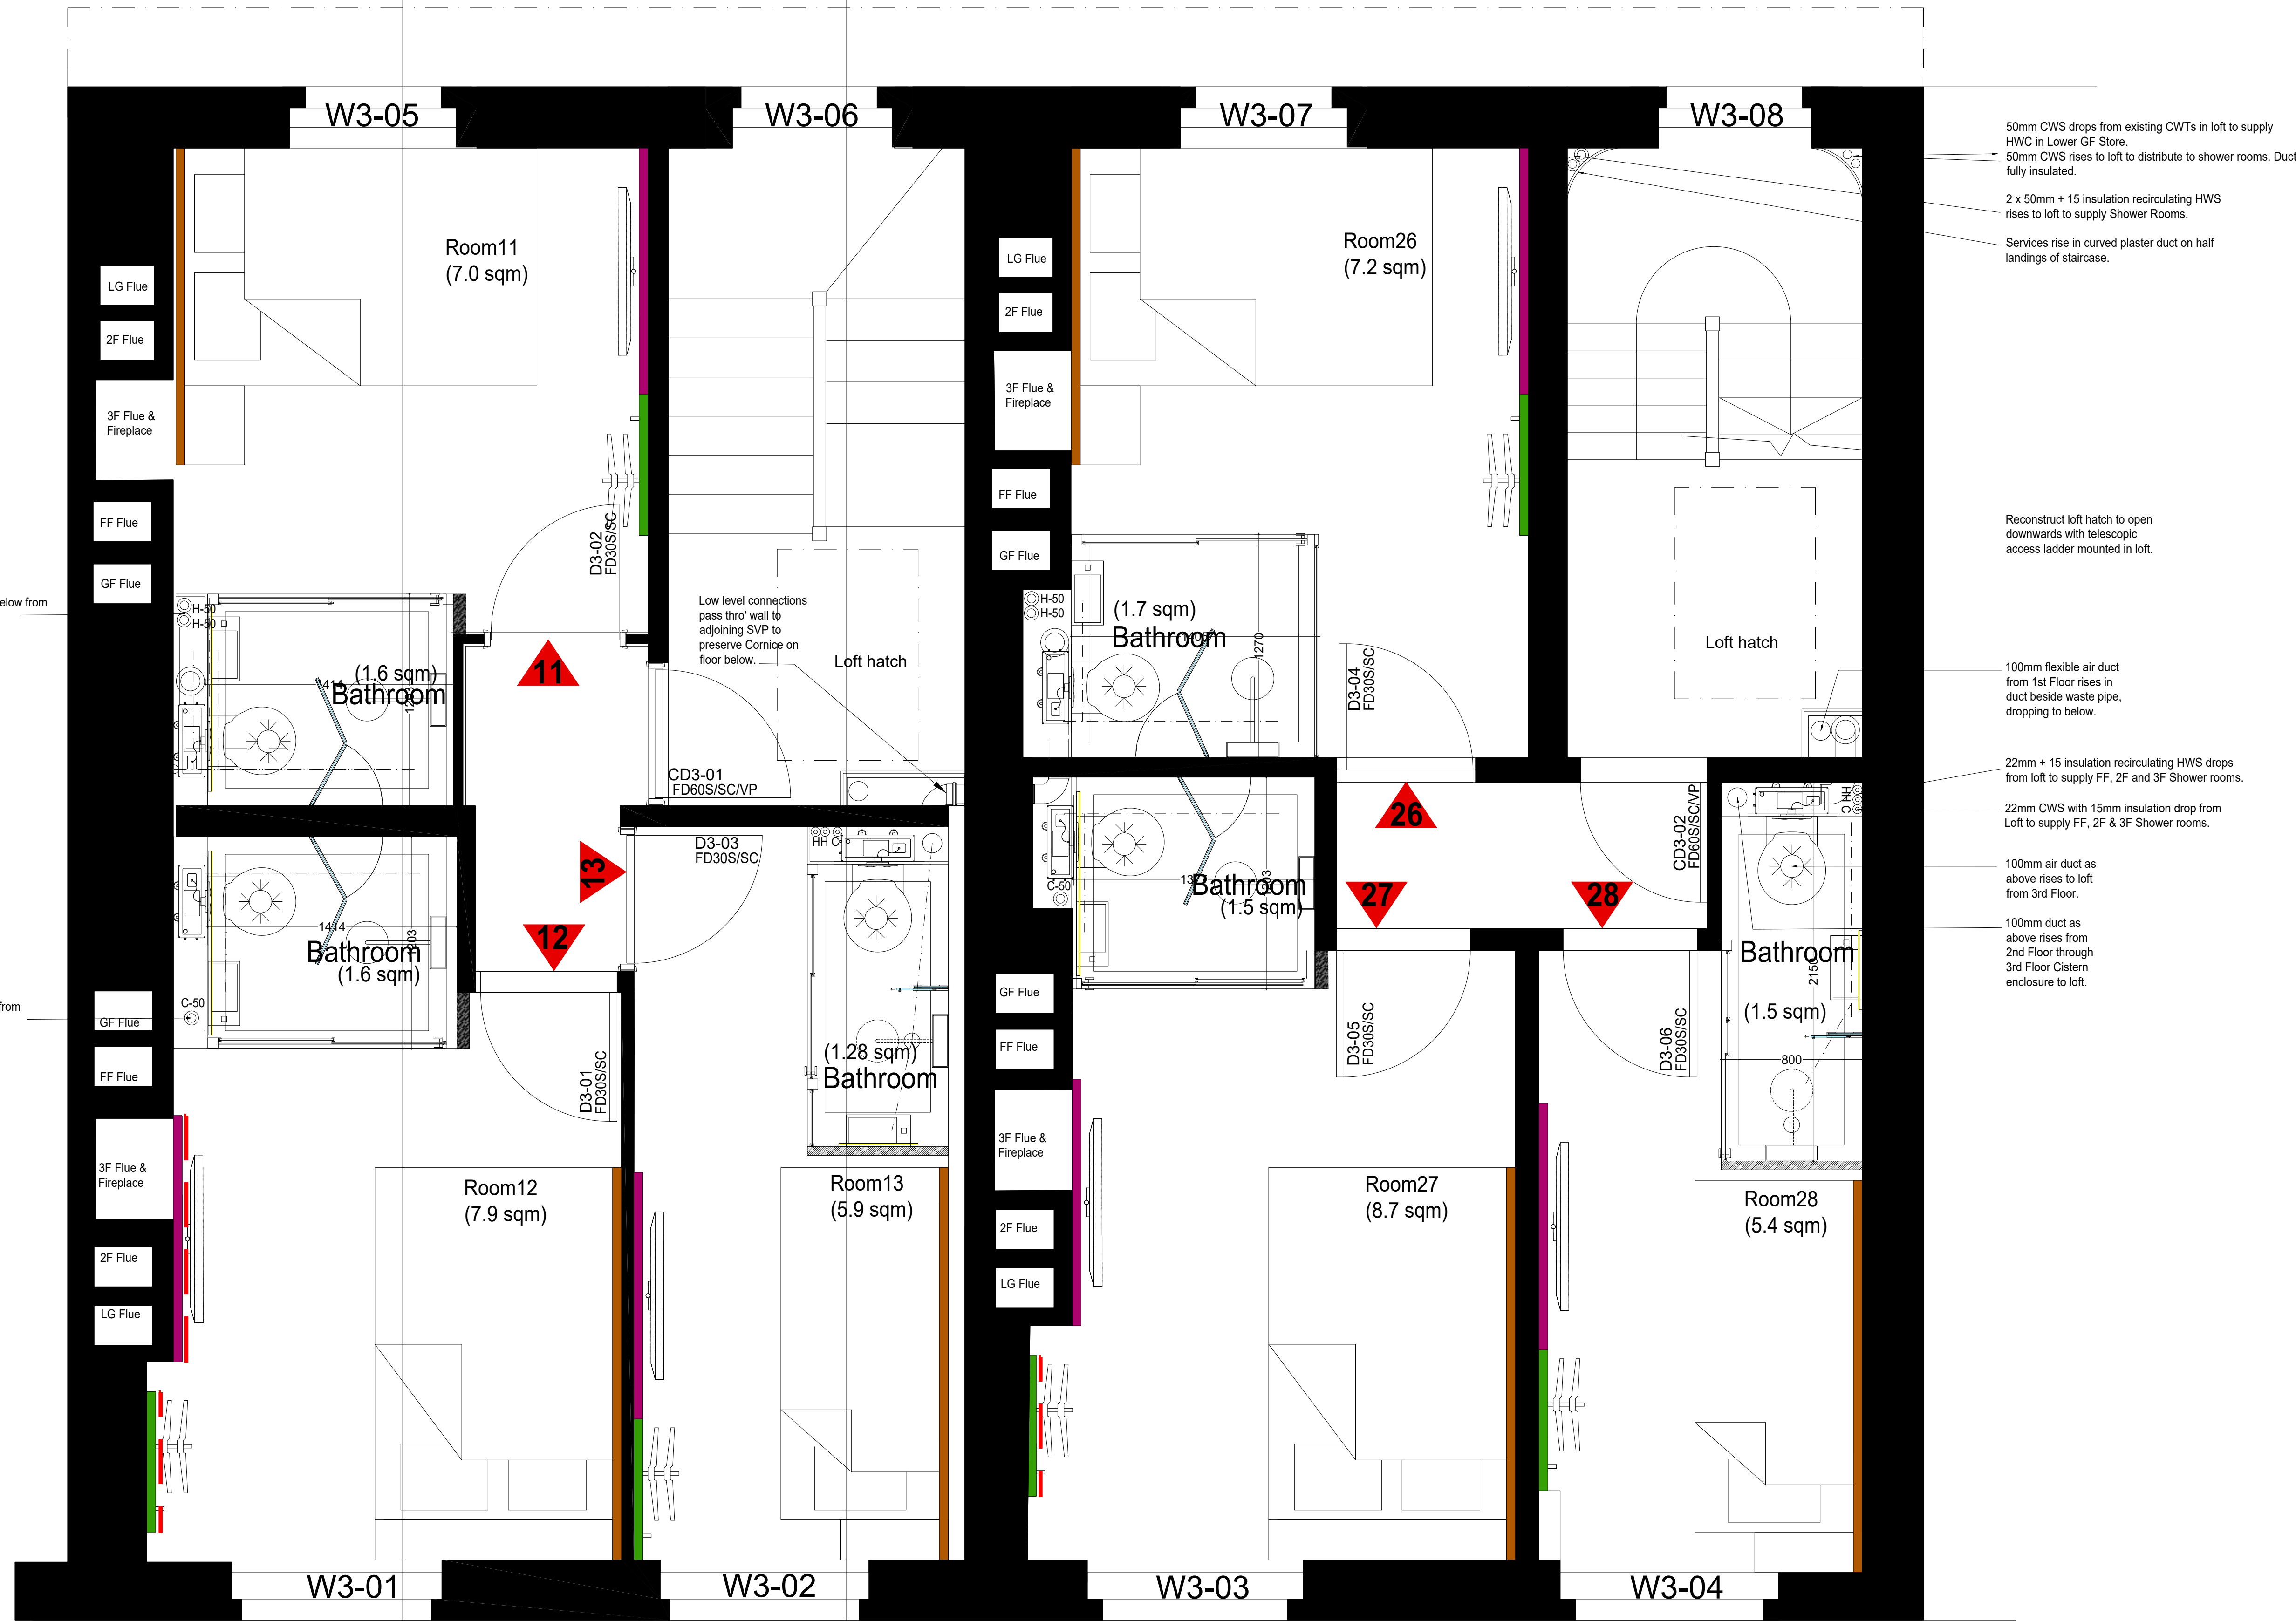 W3-05
W3-06
W3-07
W3-08
50mm CWS drops from existing CWTs in loft to supply
HWC in Lower GF Store.
50mm CWS rises to loft to distribute to shower rooms. Duct
fully insulated.
2 x 50mm + 15 insulation recirculating HWS
rises to loft to supply Shower Rooms.
Services rise in curved plaster duct on half
landings of staircase.
Room11
(7.0 sqm)
LG Flue
2F Flue
3F Flue &
Fireplace
FF Flue
GF Flue
D3-02
FD30S/SC
Room26
(7.2 sqm)
LG Flue
2F Flue
3F Flue &
Fireplace
FF Flue
GF Flue
Reconstruct loft hatch to open
downwards with telescopic
access ladder mounted in loft.
elow from
H-50
H-50
(1.6 sqm)
Bathroom
1414
1203
11
Low level connections
pass thro' wall to
adjoining SVP to
preserve Cornice on
floor below.
Loft hatch
CD3-01
FD60S/SC/VP
H-50
H-50
(1.7 sqm)
Bathroom
1270
D3-04
FD30S/SC
Loft hatch
100mm flexible air duct
from 1st Floor rises in
duct beside waste pipe,
dropping to below.
22mm + 15 insulation recirculating HWS drops
from loft to supply FF, 2F and 3F Shower rooms.
22mm CWS with 15mm insulation drop from
Loft to supply FF, 2F & 3F Shower rooms.
100mm air duct as
above rises to loft
from 3rd Floor.
100mm duct as
above rises from
2nd Floor through
3rd Floor Cistern
enclosure to loft.
26
CD3-02
FD60S/SC/VP
HH C
13
D3-03
FD30S/SC
HH C
12
1414
1203
Bathroom
(1.6 sqm)
C-50
from
C-50
Bathroom
(1.5 sqm)
27
28
Bathroom
2150
(1.5 sqm)
800
GF Flue
FF Flue
3F Flue &
Fireplace
2F Flue
LG Flue
D3-01
FD30S/SC
(1.28 sqm)
Bathroom
GF Flue
FF Flue
3F Flue &
Fireplace
2F Flue
LG Flue
D3-05
FD30S/SC
D3-06
FD30S/SC
Room12
(7.9 sqm)
Room13
(5.9 sqm)
Room27
(8.7 sqm)
Room28
(5.4 sqm)
W3-01
W3-02
W3-03
W3-04